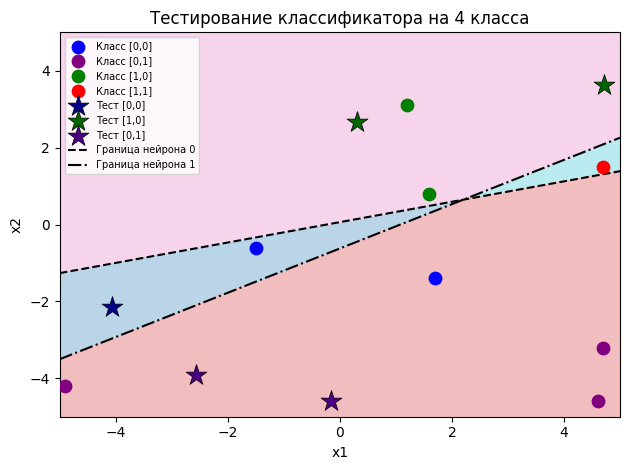 Тестирование классификатора на 4 класса
Класс [0,0]
Класс [0,1]
Класс [1,0]
Класс [1,1]
Тест [0,0]
Тест [1,0]
Тест [0,1]
Граница нейрона 0
Граница нейрона 1
4
2
0
−2
−4
x2
−4
−2
0
2
4
x1